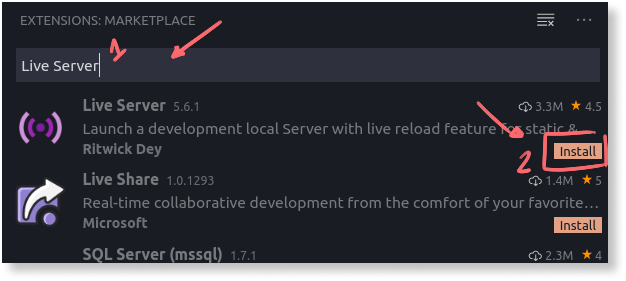 EXTENSIONS: MARKETPLACE
1
Live Server
Live Server 5.6.1 3.3M ★ 4.5
Launch a development local Server with live reload feature for static & …
Ritwick Dey Install
2
Live Share 1.0.1293 1.4M ★ 5
Real-time collaborative development from the comfort of your favorite…
Microsoft Install
SQL Server (mssql) 1.7.1 2.3M ★ 4